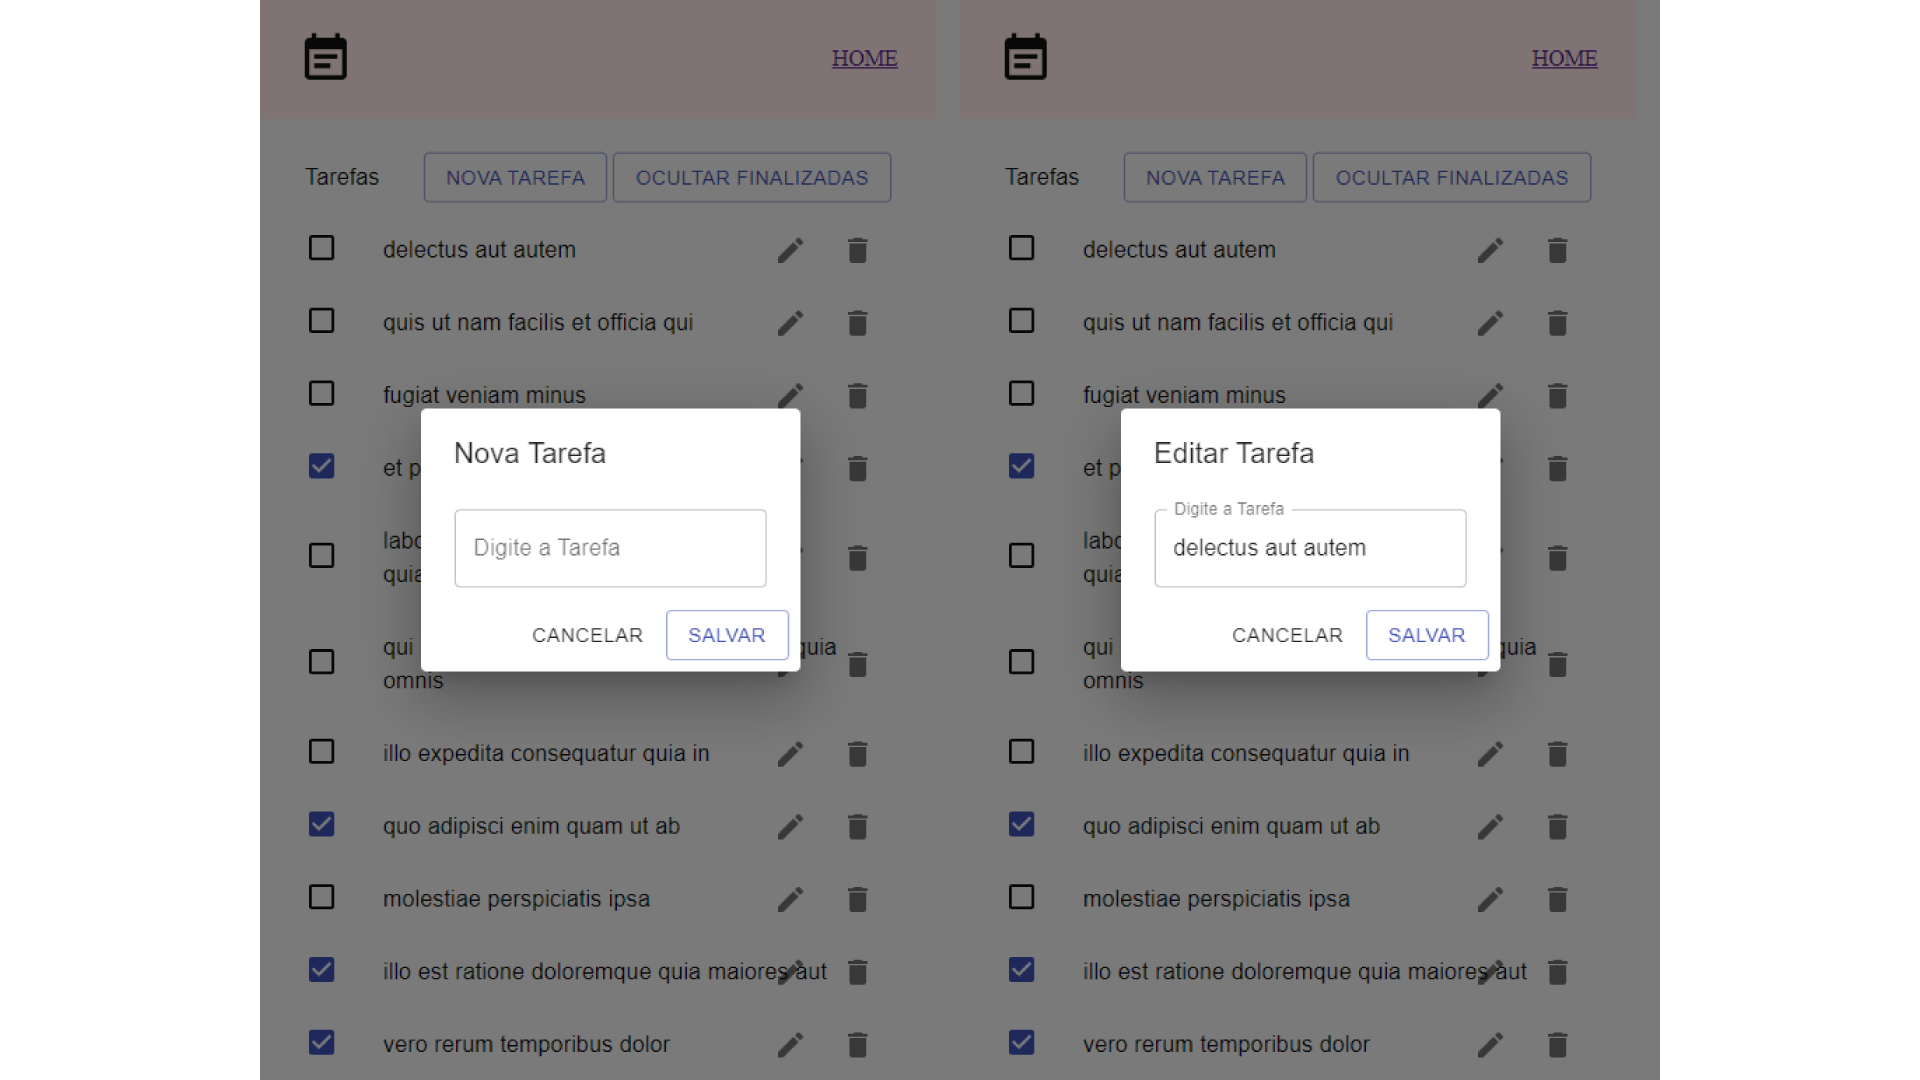 HOME
Tarefas
NOVA TAREFA
OCULTAR FINALIZADAS
delectus aut autem
quis ut nam facilis et officia qui
fugiat veniam minus
et p
Nova Tarefa
labo
quia
Digite a Tarefa
CANCELAR
SALVAR
qui
quia
omnis
illo expedita consequatur quia in
quo adipisci enim quam ut ab
molestiae perspiciatis ipsa
illo est ratione doloremque quia maiores aut
vero rerum temporibus dolor
HOME
Tarefas
NOVA TAREFA
OCULTAR FINALIZADAS
delectus aut autem
quis ut nam facilis et officia qui
fugiat veniam minus
et p
Editar Tarefa
labo
quia
Digite a Tarefa
delectus aut autem
CANCELAR
SALVAR
qui
quia
omnis
illo expedita consequatur quia in
quo adipisci enim quam ut ab
molestiae perspiciatis ipsa
illo est ratione doloremque quia maiores aut
vero rerum temporibus dolor